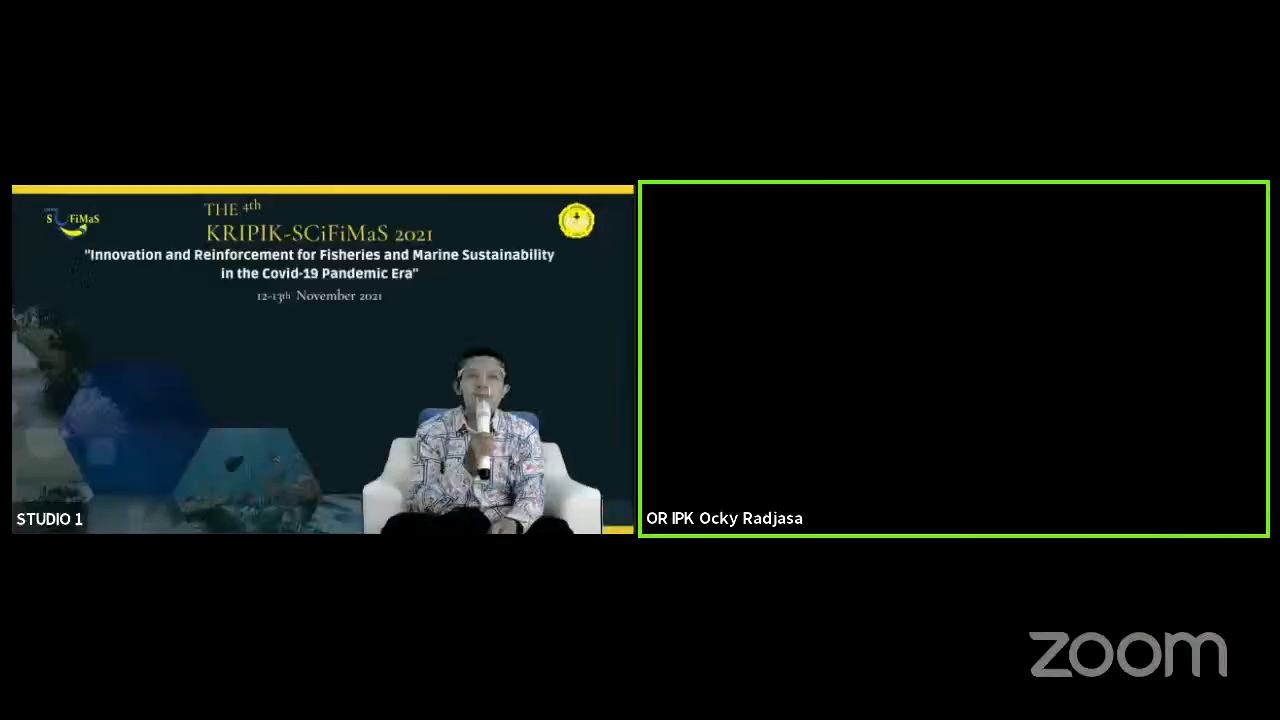 S FiMaS
THE 4th
KRIPIK-SCiFiMaS 2021
"Innovation and Reinforcement for Fisheries and Marine Sustainability
in the Covid-19 Pandemic Era"
12-13th November 2021
STUDIO 1
OR IPK Ocky Radjasa
zoom